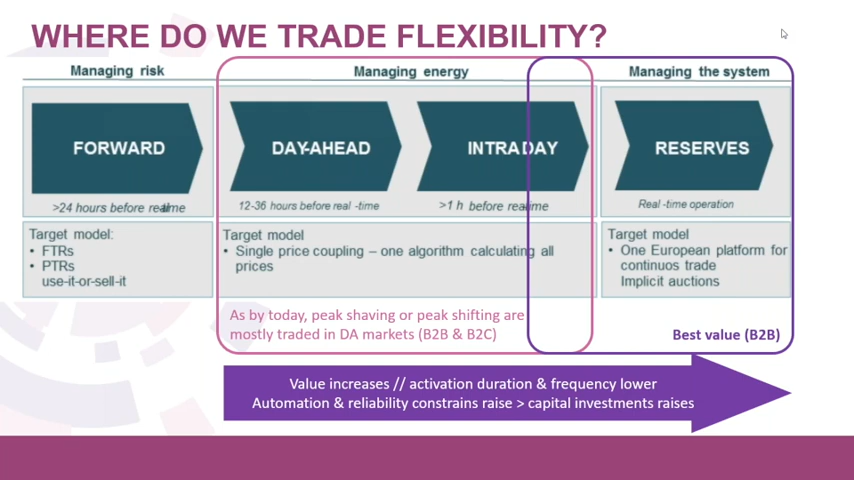 WHERE DO WE TRADE FLEXIBILITY?
Managing risk
Managing energy
Managing the system
FORWARD
DAY-AHEAD
INTRADAY
RESERVES
>24 hours before realtime
12-36 hours before real -time
>1 h before realtime
Real -time operation
Target model:
• FTRs
• PTRs
use-it-or-sell-it
Target model
• Single price coupling – one algorithm calculating all
prices
Target model
• One European platform for
continuos trade
Implicit auctions
As by today, peak shaving or peak shifting are
mostly traded in DA markets (B2B & B2C)
Best value (B2B)
Value increases // activation duration & frequency lower
Automation & reliability constrains raise > capital investments raises